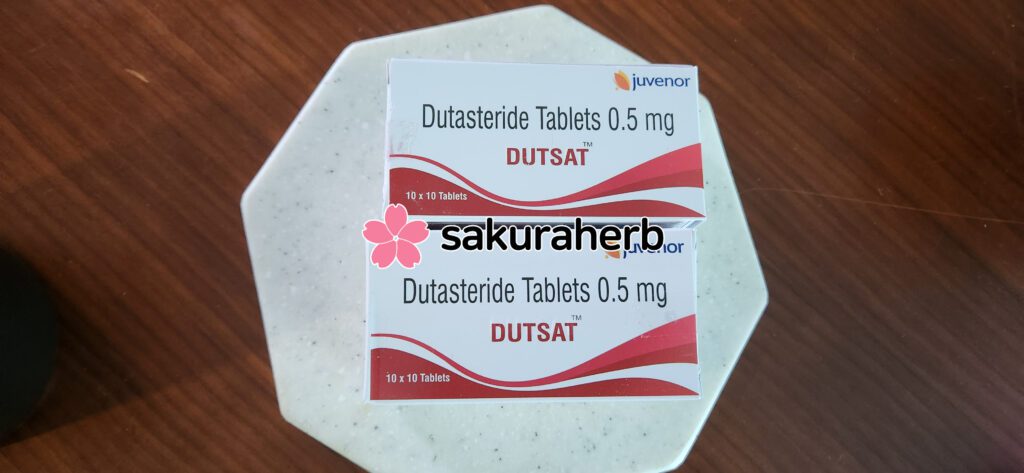 juvenor
Dutasteride Tablets 0.5 mg
DUTSAT™
10 x 10 Tablets
sakuraherb
juvenor
Dutasteride Tablets 0.5 mg
DUTSAT™
10 x 10 Tablets